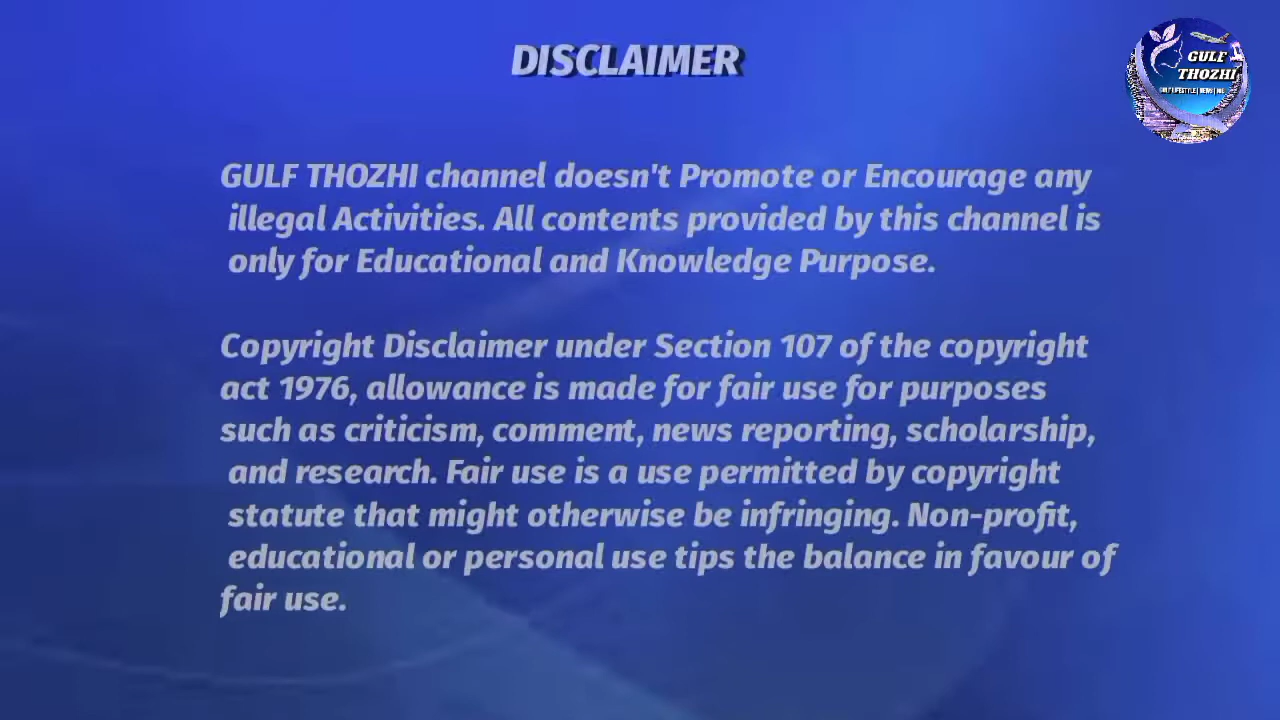 DISCLAIMER
GULF
THOZHI
GULF THOZHI channel doesn't Promote or Encourage any
illegal Activities. All contents provided by this channel is
only for Educational and Knowledge Purpose.
Copyright Disclaimer under Section 107 of the copyright
act 1976, allowance is made for fair use for purposes
such as criticism, comment, news reporting, scholarship,
and research. Fair use is a use permitted by copyright
statute that might otherwise be infringing. Non-profit,
educational or personal use tips the balance in favour of
fair use.